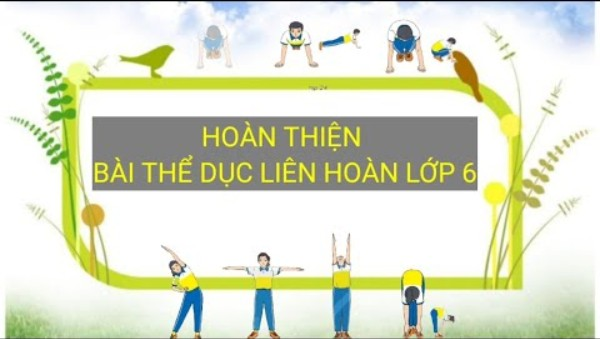 HOÀN THIỆN
BÀI THỂ DỤC LIÊN HOÀN LỚP 6